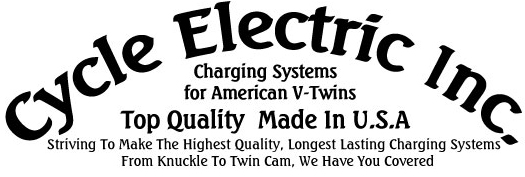 Cycle Electric Inc.
Charging Systems
for American V-Twins
Top Quality Made In U.S.A
Striving To Make The Highest Quality, Longest Lasting Charging Systems
From Knuckle To Twin Cam, We Have You Covered